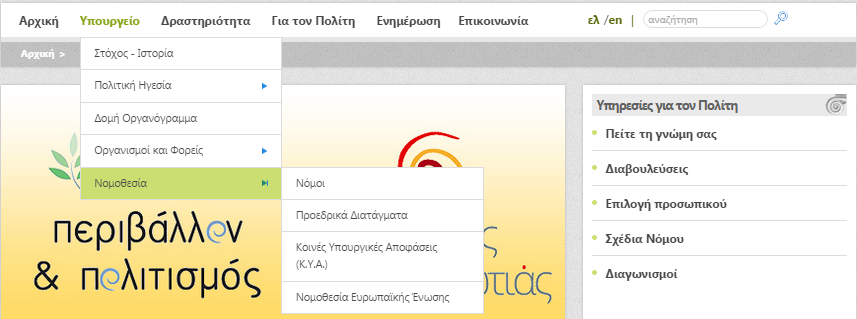 Αρχική Υπουργείο Δραστηριότητα Για τον Πολίτη Ενημέρωση Επικοινωνία ελ /en | αναζήτηση
Αρχική >
Στόχος - Ιστορία
Πολιτική Ηγεσία
Δομή Οργανόγραμμα
Οργανισμοί και Φορείς
Νομοθεσία
Νόμοι
Προεδρικά Διατάγματα
Κοινές Υπουργικές Αποφάσεις
(Κ.Υ.Α.)
Νομοθεσία Ευρωπαϊκής Ένωσης
περιβάλλον
& πολιτισμός
Υπηρεσίες για τον Πολίτη
Πείτε τη γνώμη σας
Διαβουλεύσεις
Επιλογή προσωπικού
Σχέδια Νόμου
Διαγωνισμοί